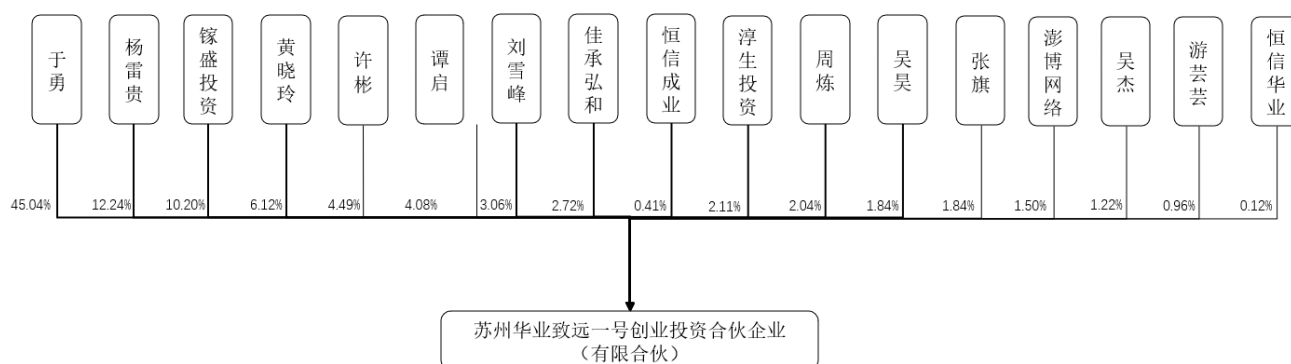 于勇
杨雷贵
镓盛投资
黄晓玲
许彬
谭启
刘雪峰
佳承弘和
恒信成业
淳生投资
周炼
吴昊
张旗
澎博网络
吴杰
游芸芸
恒信华业
45.04%
12.24%
10.20%
6.12%
4.49%
4.08%
3.06%
2.72%
0.41%
2.11%
2.04%
1.84%
1.84%
1.50%
1.22%
0.96%
0.12%
苏州华业致远一号创业投资合伙企业
（有限合伙）